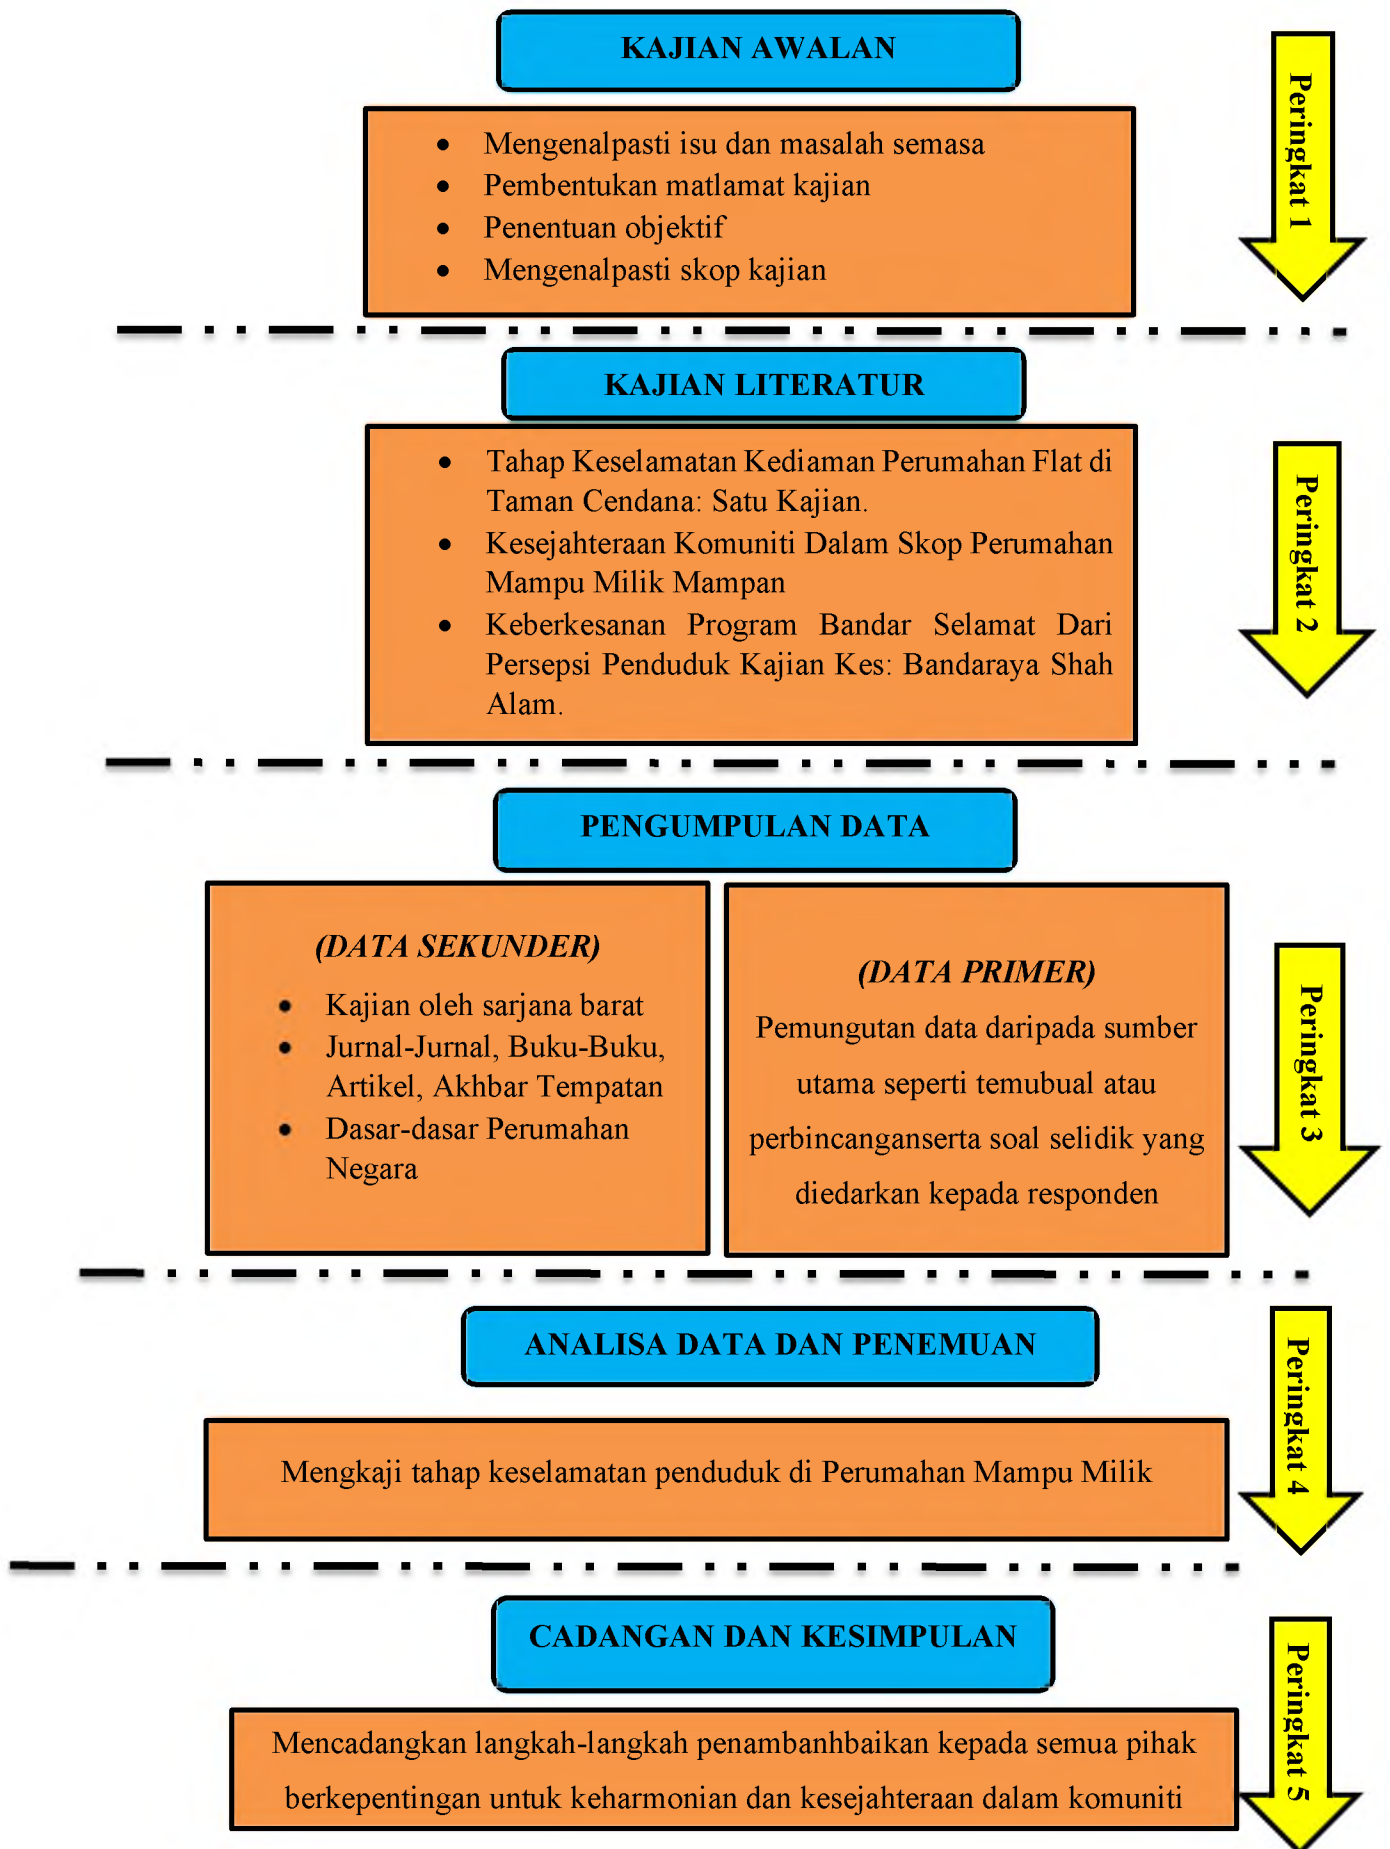 KAJIAN AWALAN
Peringkat 1
• Mengenalpasti isu dan masalah semasa
• Pembentukan matlamat kajian
• Penentuan objektif
• Mengenalpasti skop kajian
KAJIAN LITERATUR
Peringkat 2
• Tahap Keselamatan Kediaman Perumahan Flat di
Taman Cendana: Satu Kajian.
• Kesejahteraan Komuniti Dalam Skop Perumahan
Mampu Milik Mampan
• Keberkesanan Program Bandar Selamat Dari
Persepsi Penduduk Kajian Kes: Bandaraya Shah
Alam.
PENGUMPULAN DATA
Peringkat 3
(DATA SEKUNDER)
• Kajian oleh sarjana barat
• Jurnal-Jurnal, Buku-Buku,
Artikel, Akhbar Tempatan
• Dasar-dasar Perumahan
Negara
(DATA PRIMER)
Pemungutan data daripada sumber
utama seperti temubual atau
perbincanganserta soal selidik yang
diedarkan kepada responden
ANALISA DATA DAN PENEMUAN
Peringkat 4
Mengkaji tahap keselamatan penduduk di Perumahan Mampu Milik
CADANGAN DAN KESIMPULAN
Peringkat 5
Mencadangkan langkah-langkah penambanhbaikan kepada semua pihak
berkepentingan untuk keharmonian dan kesejahteraan dalam komuniti